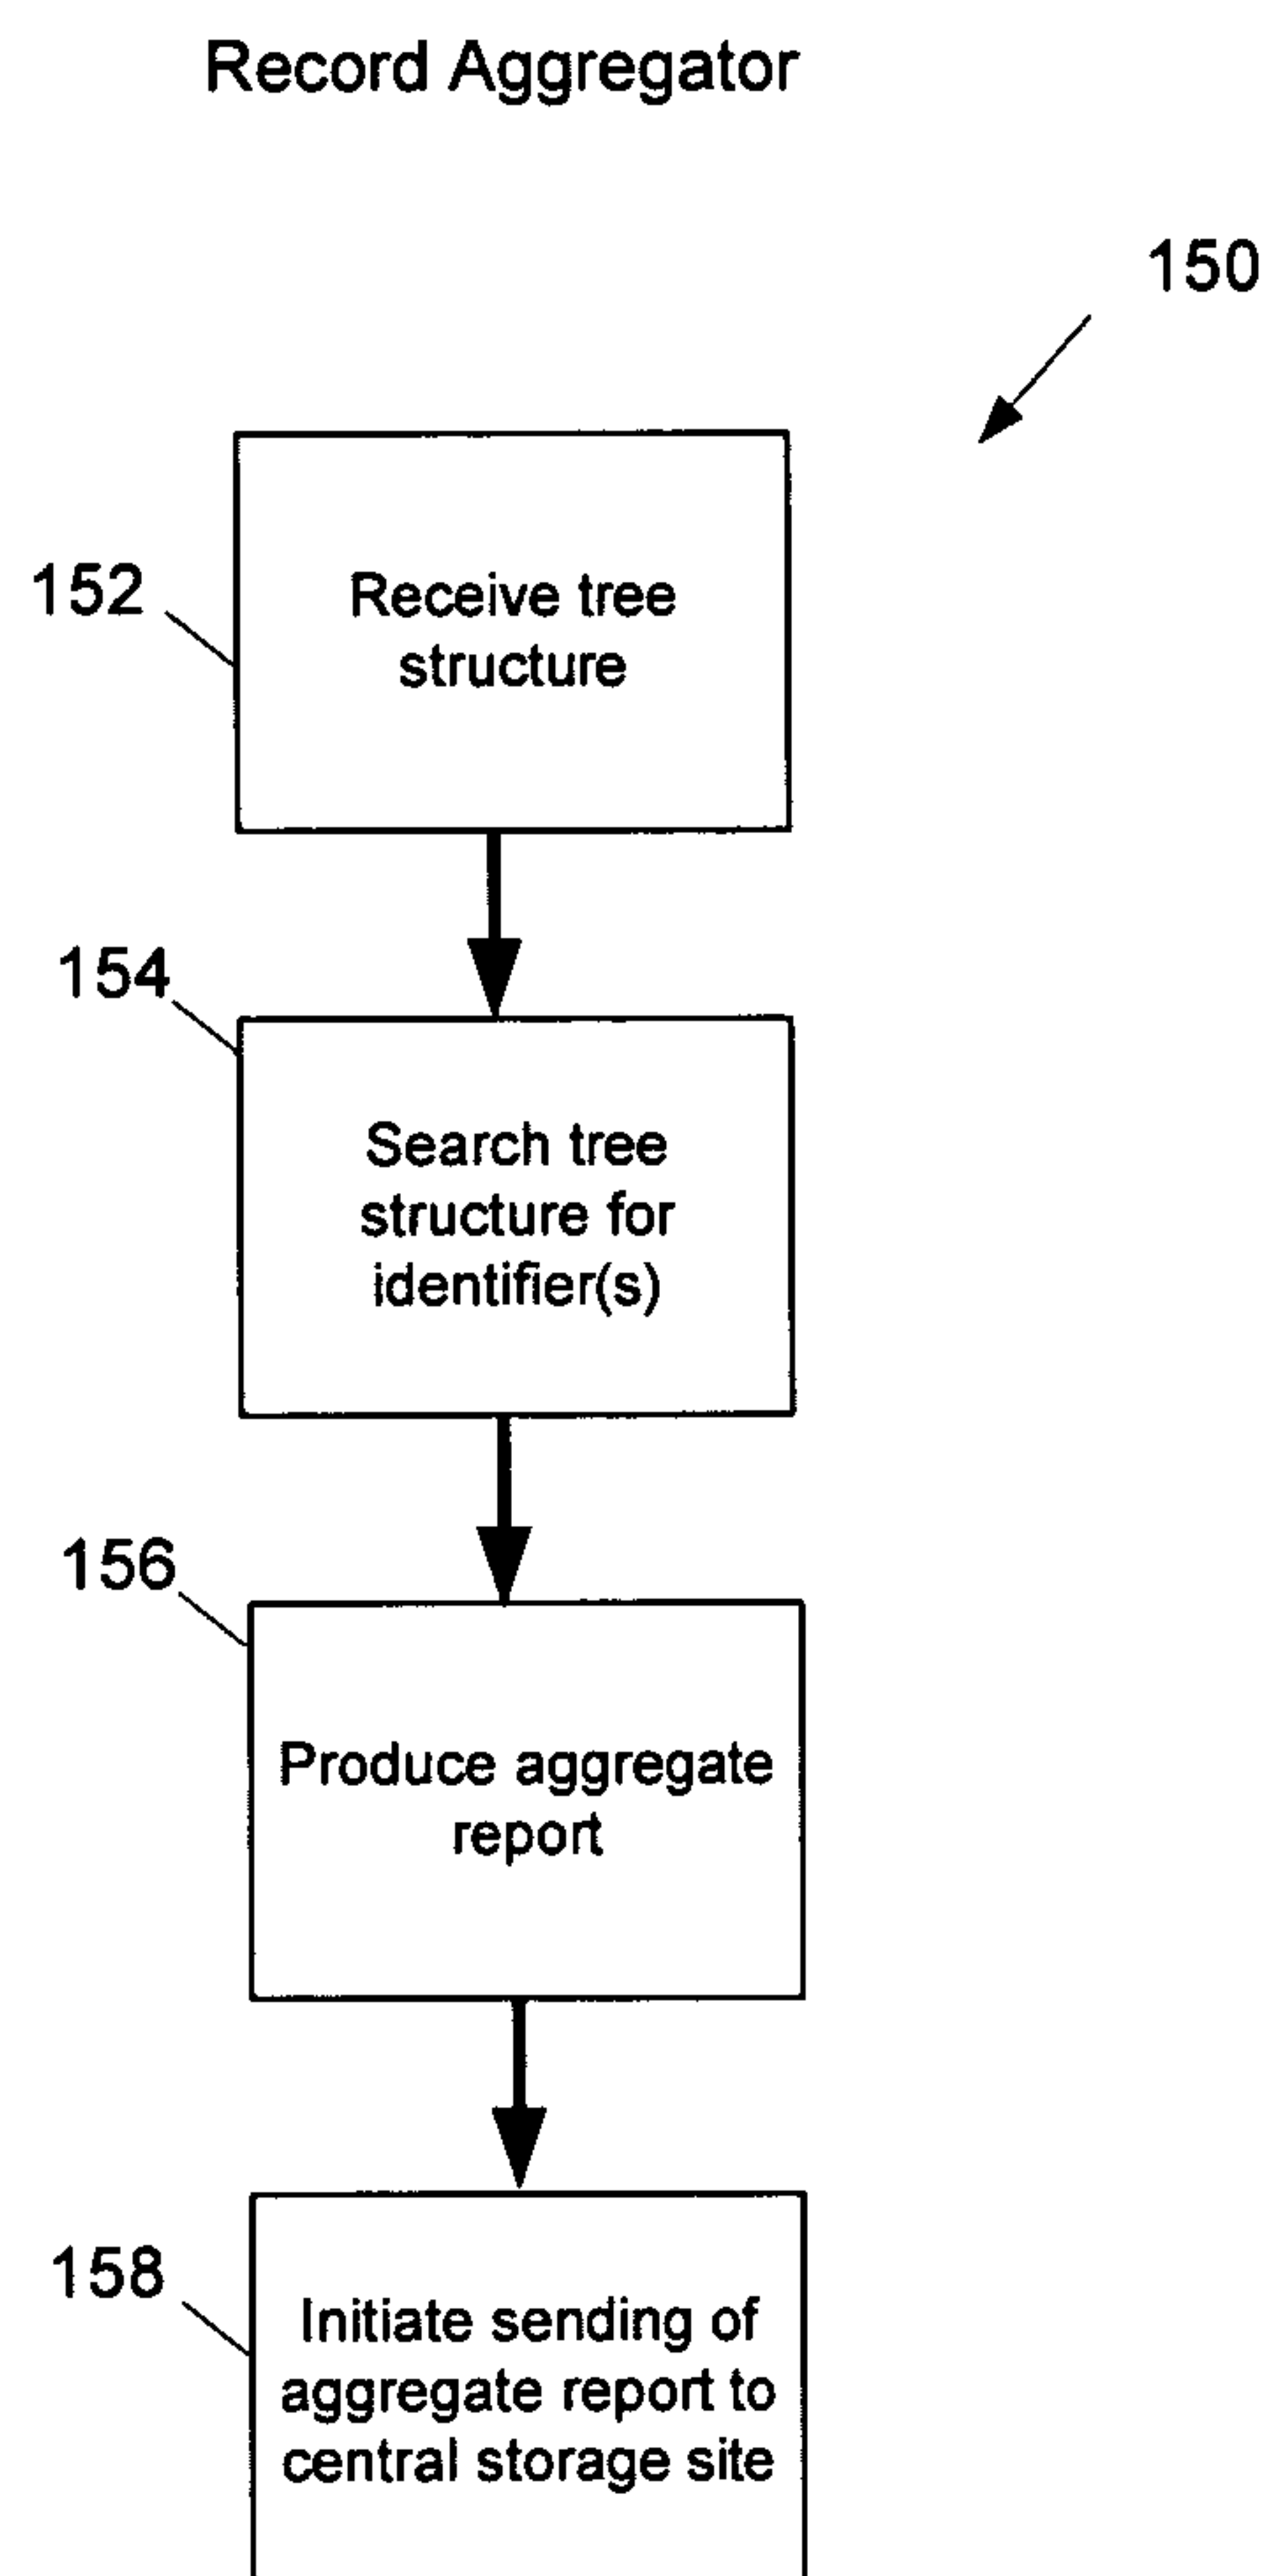 Record Aggregator
150
152
Receive tree
structure
154
Search tree
structure for
identifier(s)
156
Produce aggregate
report
158
Initiate sending of
aggregate report to
central storage site